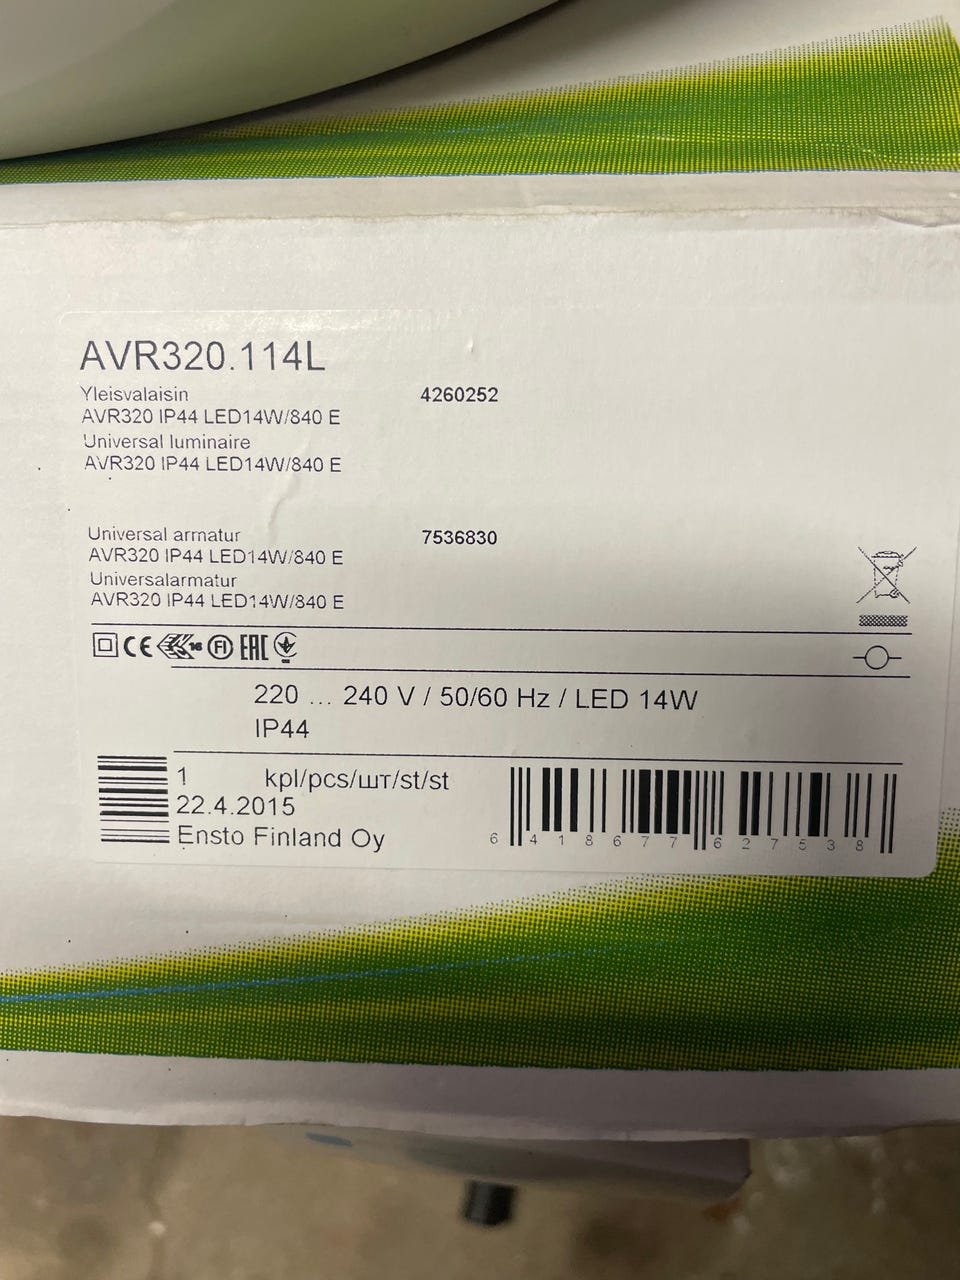 AVR320.114L
Yleisvalaisin 4260252
AVR320 IP44 LED14W/840 E
Universal luminaire
AVR320 IP44 LED14W/840 E
Universal armatur 7536830
AVR320 IP44 LED14W/840 E
Universalarmatur
AVR320 IP44 LED14W/840 E
CE 16 FI EAC
220 ... 240 V / 50/60 Hz / LED 14W
IP44
1 kpl/pcs/шт/st/st
22.4.2015
Ensto Finland Oy
6 418677 627538